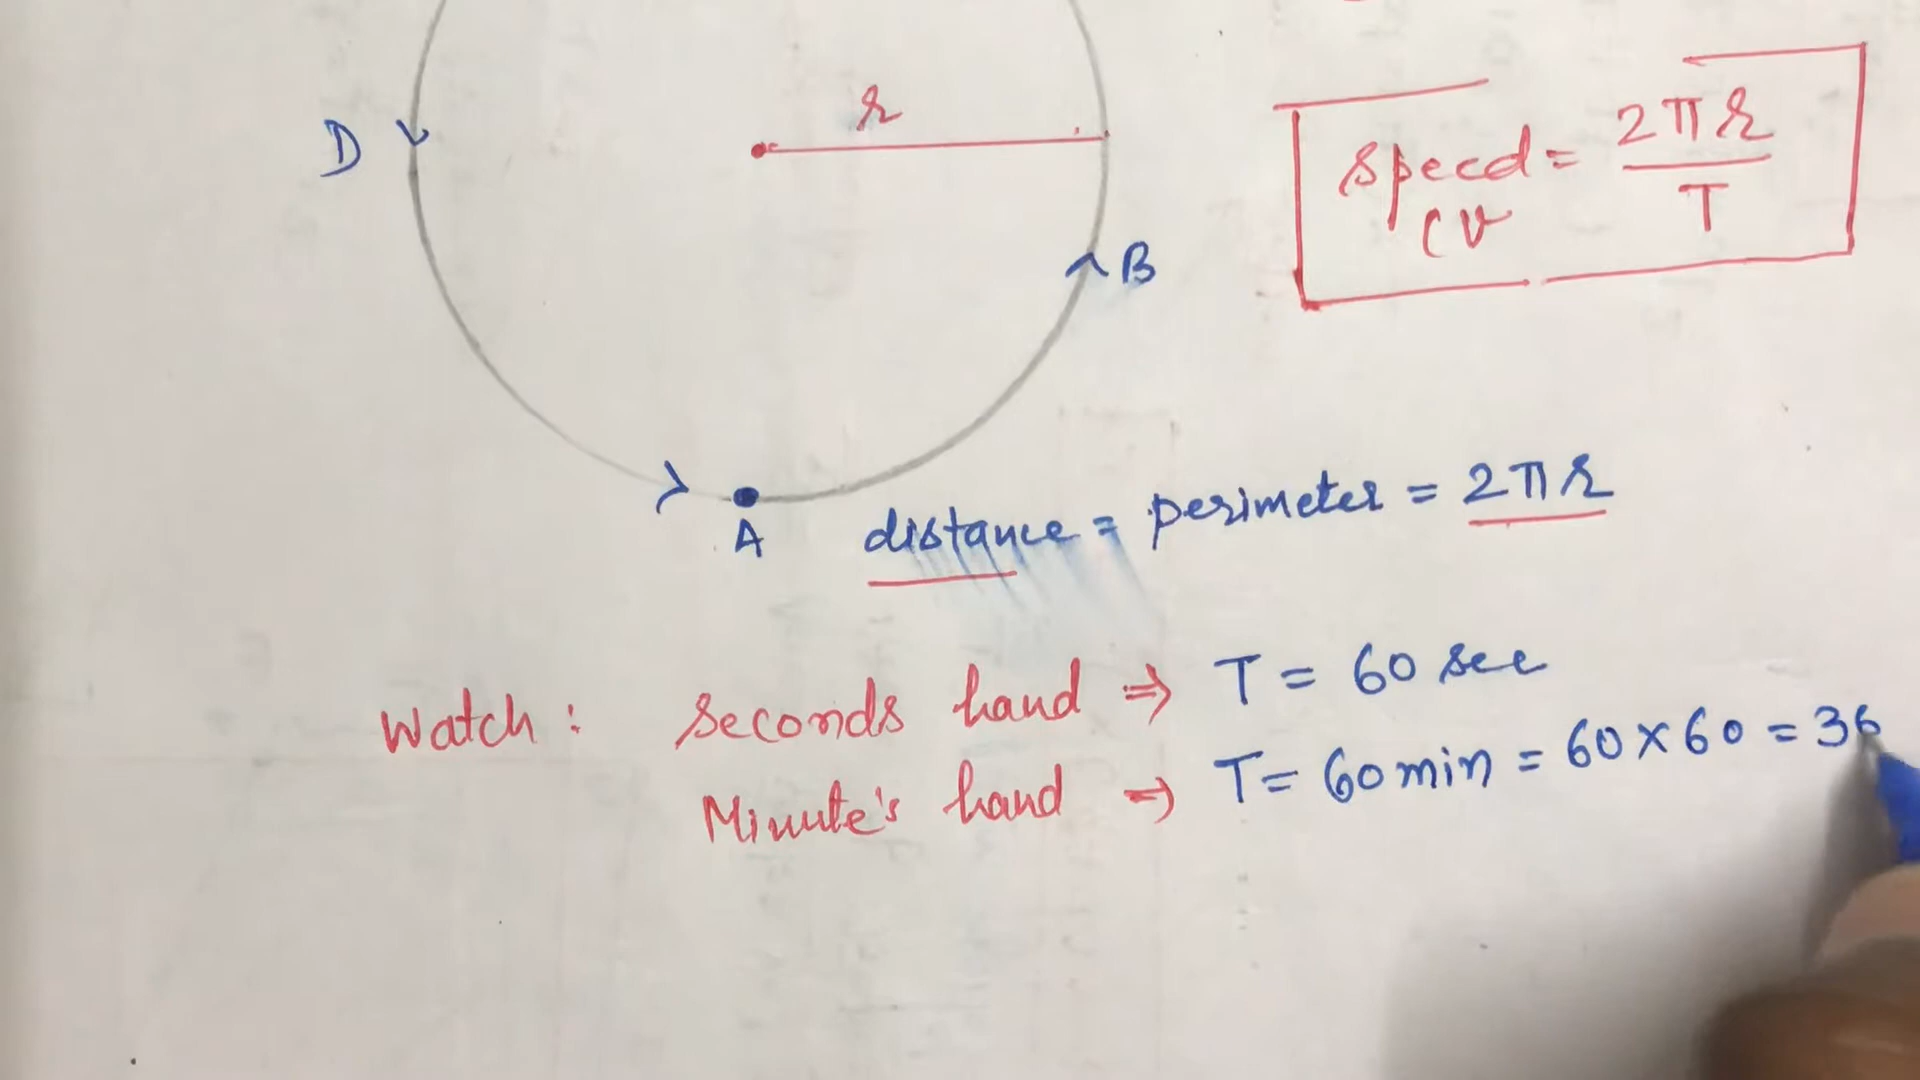 r
D
speed = 2πr / T
(v
B
A
distance = perimeter = 2πr
Watch : seconds hand ⇒ T = 60 sec
Minute's hand ⇒ T = 60 min = 60 x 60 = 36